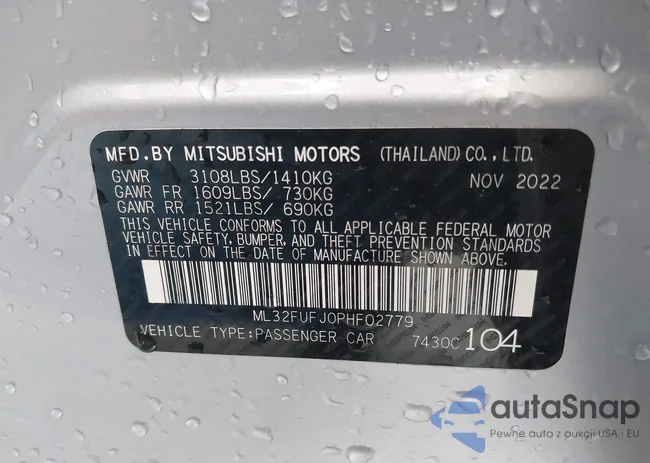 MFD.BY MITSUBISHI MOTORS (THAILAND) CO., LTD.
GVWR 3108LBS/1410KG NOV 2022
GAWR FR 1609LBS/ 730KG
GAWR RR 1521LBS/ 690KG
THIS VEHICLE CONFORMS TO ALL APPLICABLE FEDERAL MOTOR
VEHICLE SAFETY, BUMPER, AND THEFT PREVENTION STANDARDS
IN EFFECT ON THE DATE OF MANUFACTURE SHOWN ABOVE.
ML32FUFJ0PHF02779
VEHICLE TYPE:PASSENGER CAR 7430C 104
autaSnap
Pewne auta z aukcji USA i EU